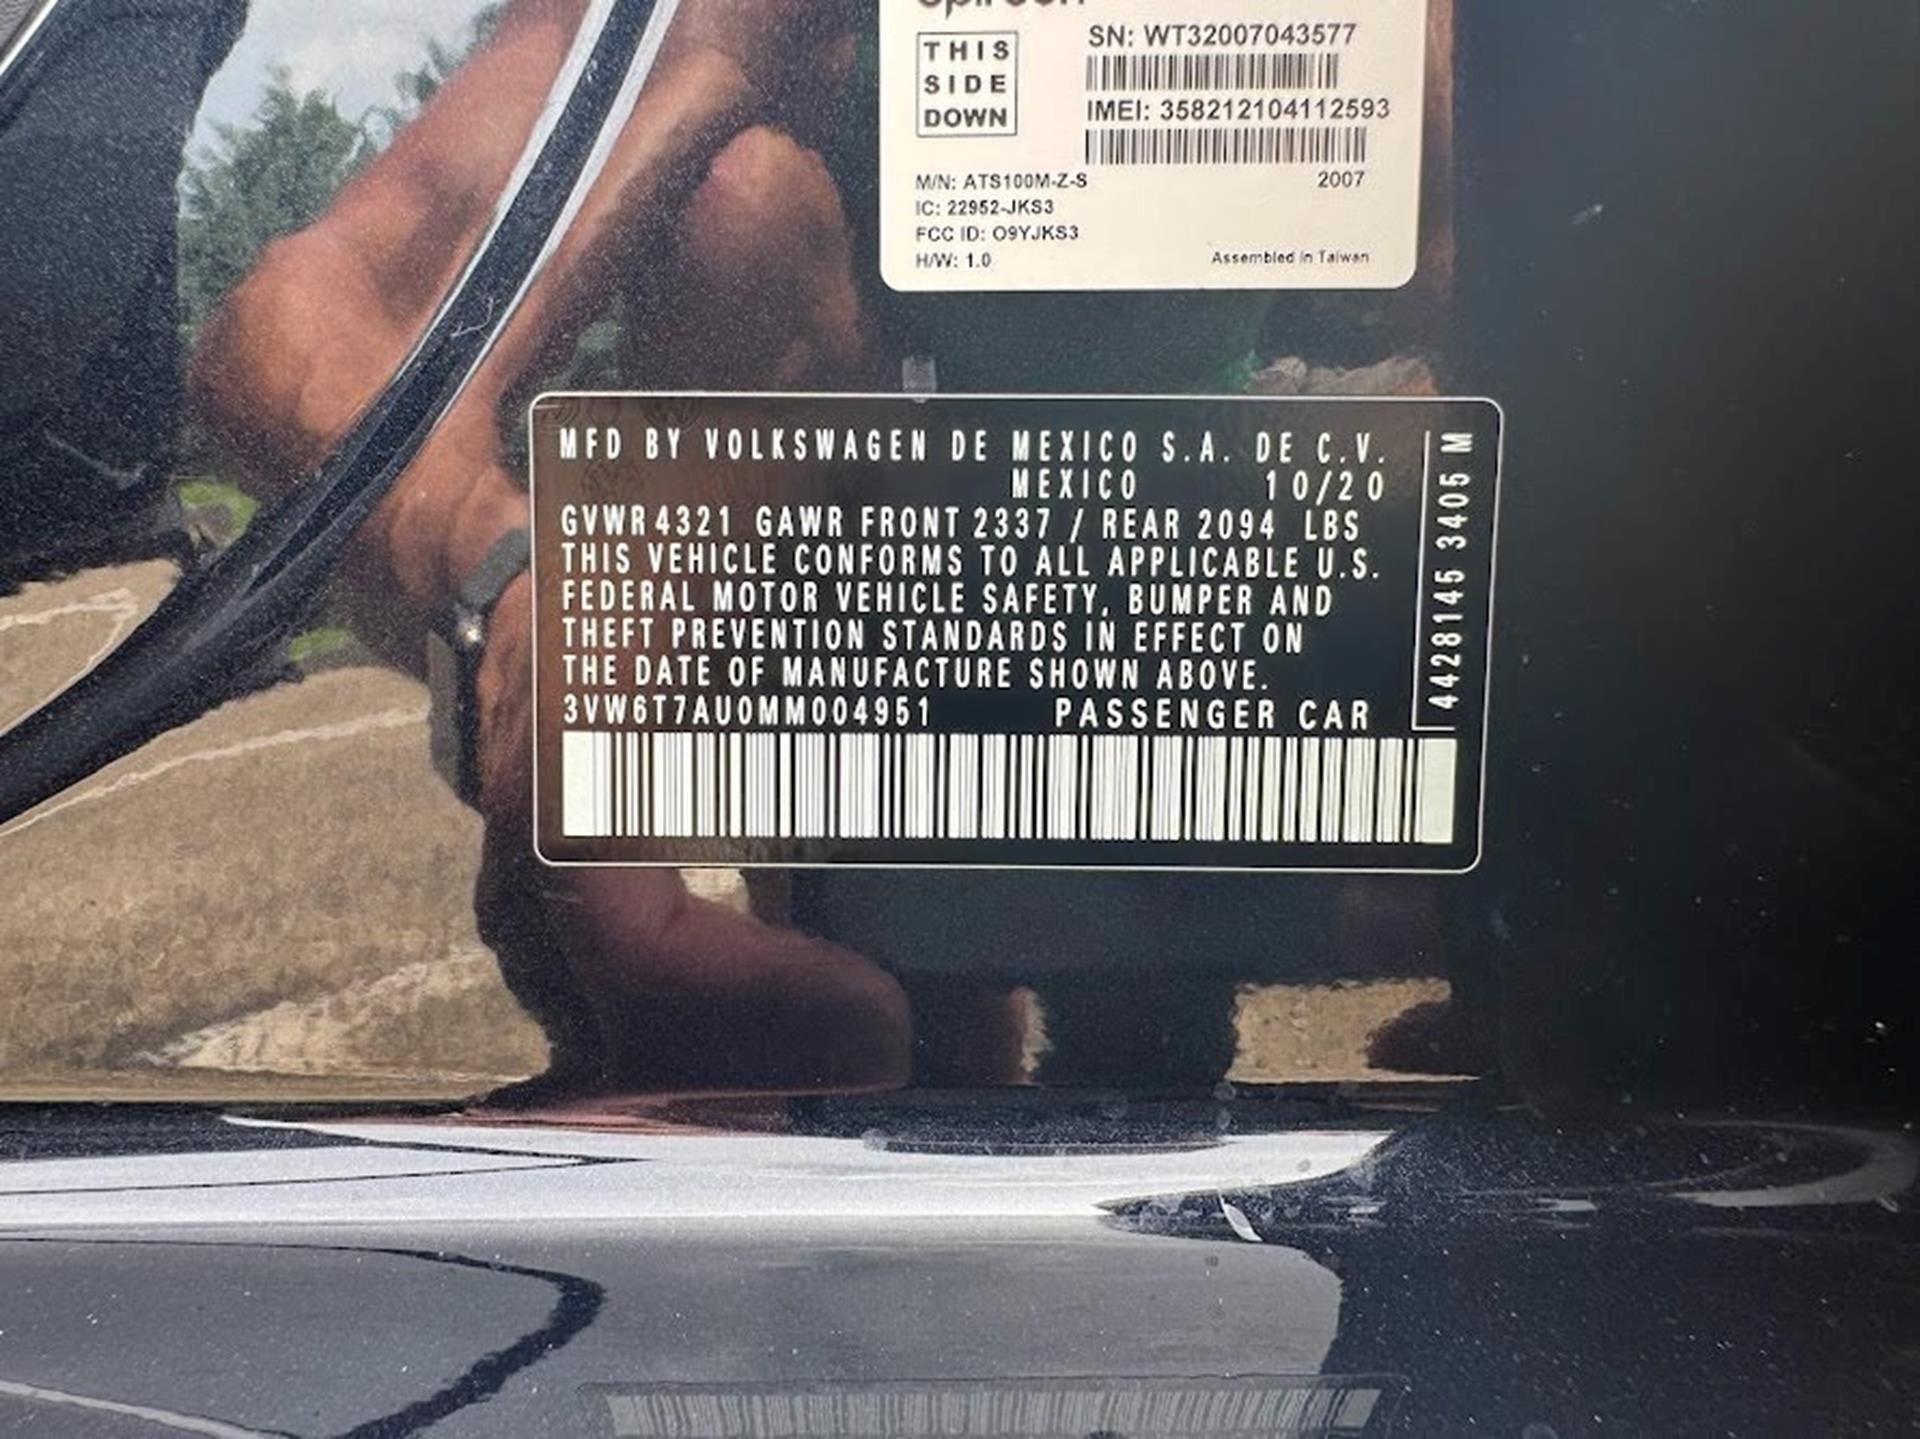 Spireon
SN: WT32007043577
THIS
SIDE
DOWN
IMEI: 358212104112593
M/N: ATS100M-Z-S
2007
IC: 22952-JKS3
FCC ID: O9YJKS3
H/W: 1.0
Assembled in Taiwan
MFD BY VOLKSWAGEN DE MEXICO S.A. DE C.V.
MEXICO 10/20
GVWR 4321 GAWR FRONT 2337 / REAR 2094 LBS
THIS VEHICLE CONFORMS TO ALL APPLICABLE U.S.
FEDERAL MOTOR VEHICLE SAFETY, BUMPER AND
THEFT PREVENTION STANDARDS IN EFFECT ON
THE DATE OF MANUFACTURE SHOWN ABOVE.
3VW6T7AU0MM004951 PASSENGER CAR
4428145 3405 M